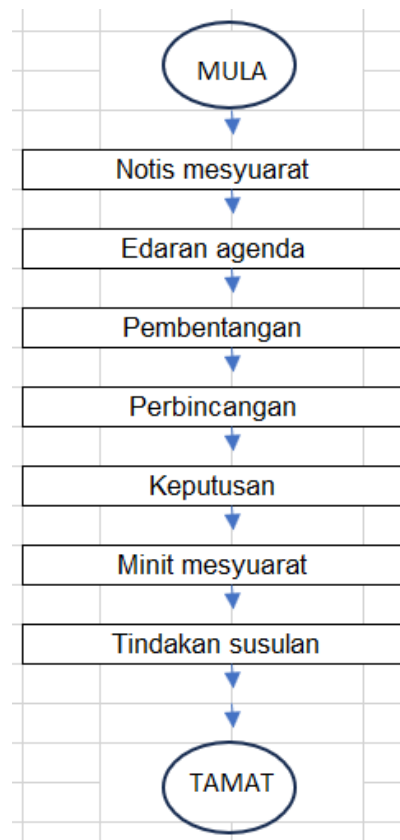 MULA
Notis mesyuarat
Edaran agenda
Pembentangan
Perbincangan
Keputusan
Minit mesyuarat
Tindakan susulan
TAMAT